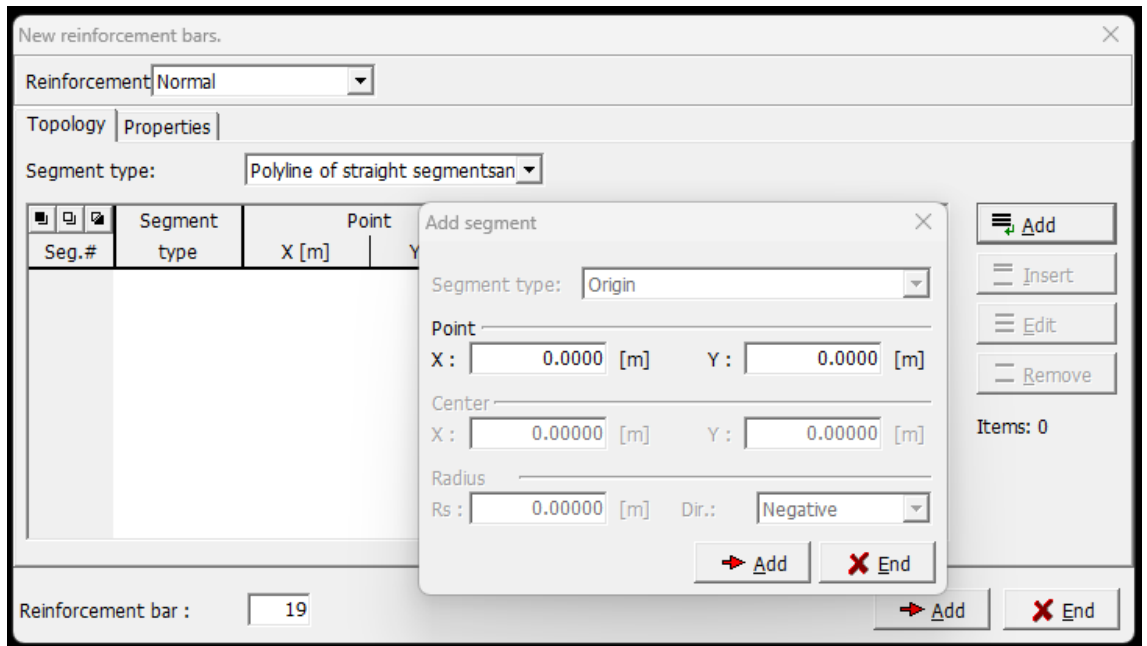 New reinforcement bars.
Reinforcement Normal
Topology Properties
Segment type: Polyline of straight segmentsan
Segment Point
Seg.# type X [m] Y
Add
Insert
Edit
Remove
Items: 0
Add segment
Segment type: Origin
Point
X : 0.0000 [m] Y : 0.0000 [m]
Center
X : 0.00000 [m] Y : 0.00000 [m]
Radius
Rs : 0.00000 [m] Dir.: Negative
Add End
Reinforcement bar : 19
Add End